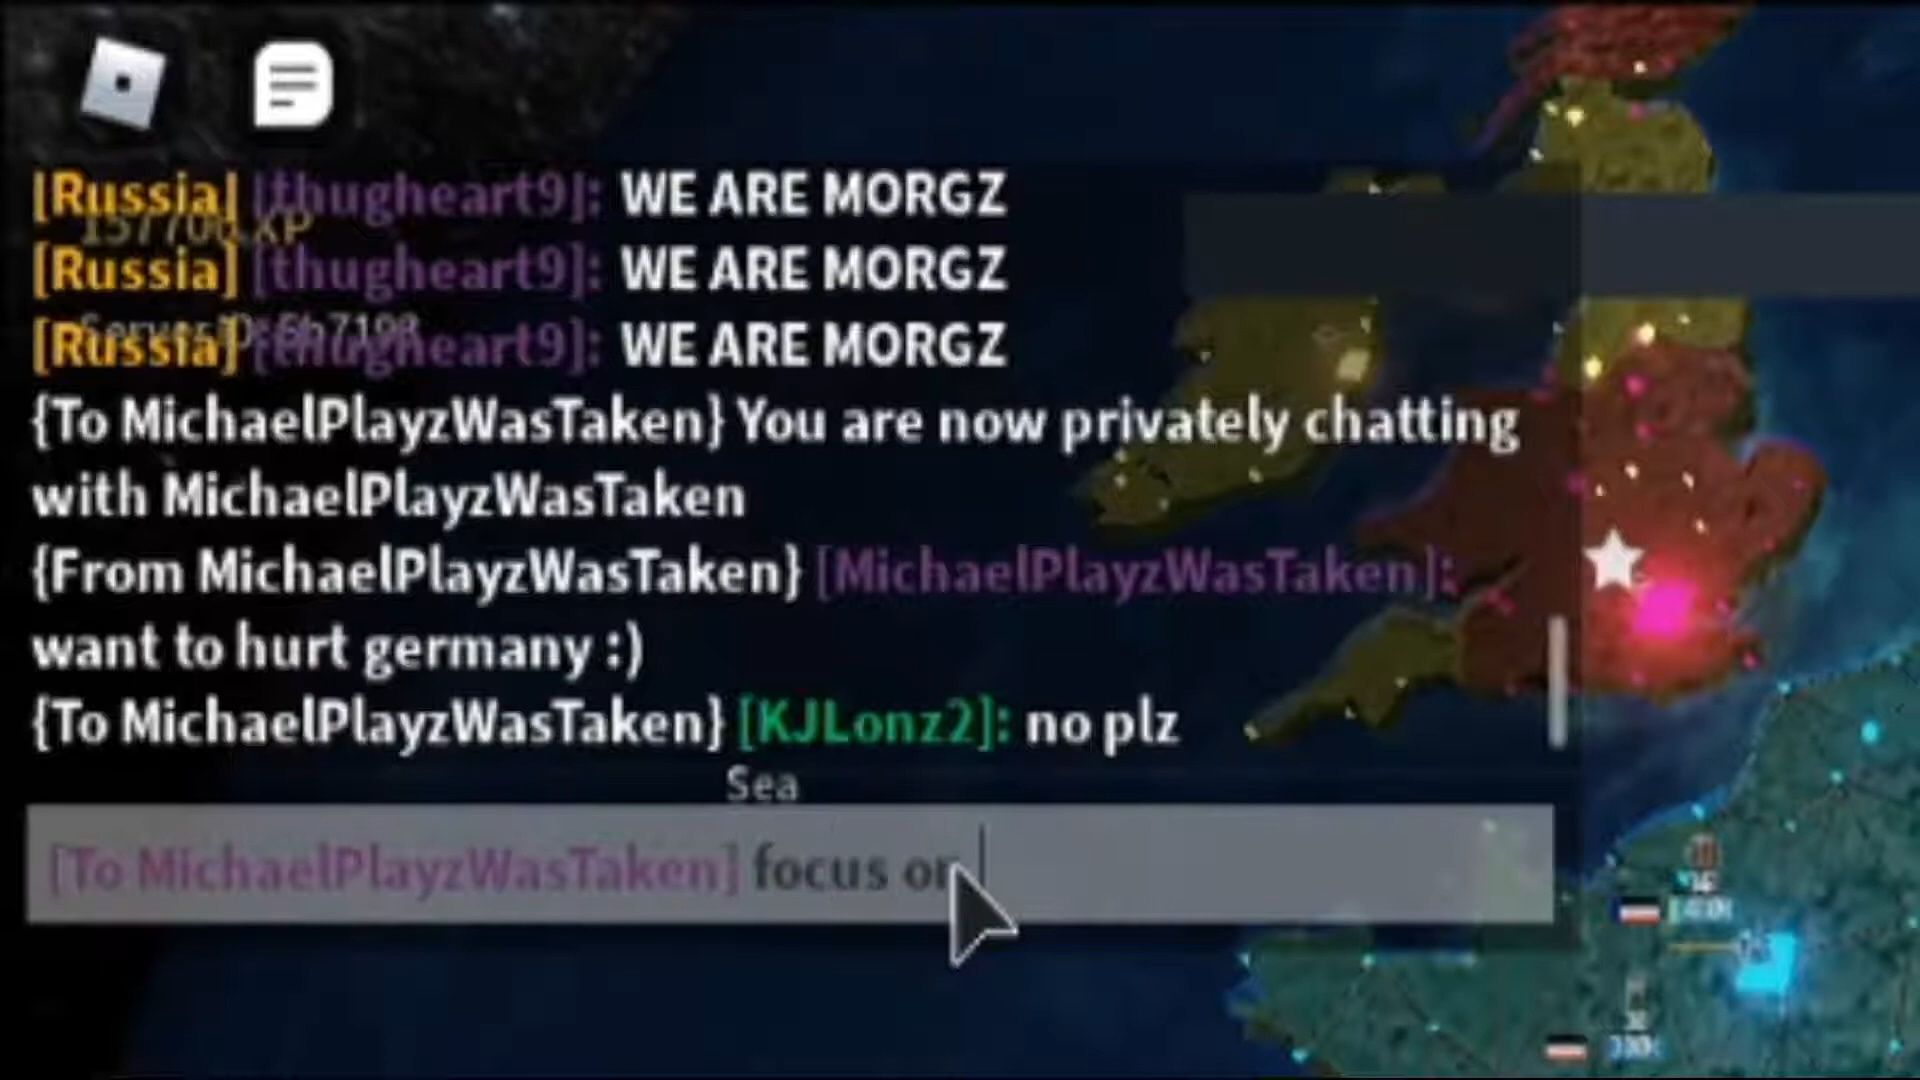 [Russia] [thugheart9]: WE ARE MORGZ
157700 XP
[Russia] [thugheart9]: WE ARE MORGZ
[Russia] [thugheart9]: WE ARE MORGZ
{To MichaelPlayzWasTaken} You are now privately chatting
with MichaelPlayzWasTaken
{From MichaelPlayzWasTaken} [MichaelPlayzWasTaken]:
want to hurt germany :)
{To MichaelPlayzWasTaken} [KJLonz2]: no plz
Sea
[To MichaelPlayzWasTaken] focus on